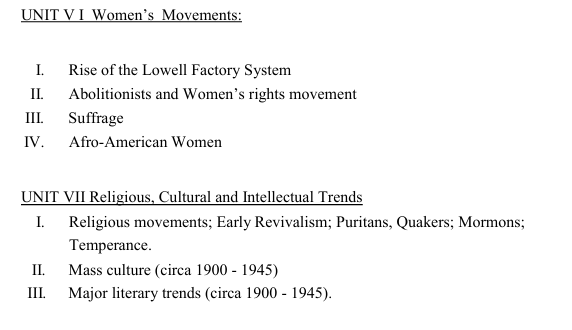 UNIT V I  Women’s  Movements:
I. Rise of the Lowell Factory System
II. Abolitionists and Women’s rights movement
III. Suffrage
IV. Afro-American Women
UNIT VII Religious, Cultural and Intellectual Trends
I. Religious movements; Early Revivalism; Puritans, Quakers; Mormons;
Temperance.
II. Mass culture (circa 1900 - 1945)
III. Major literary trends (circa 1900 - 1945).